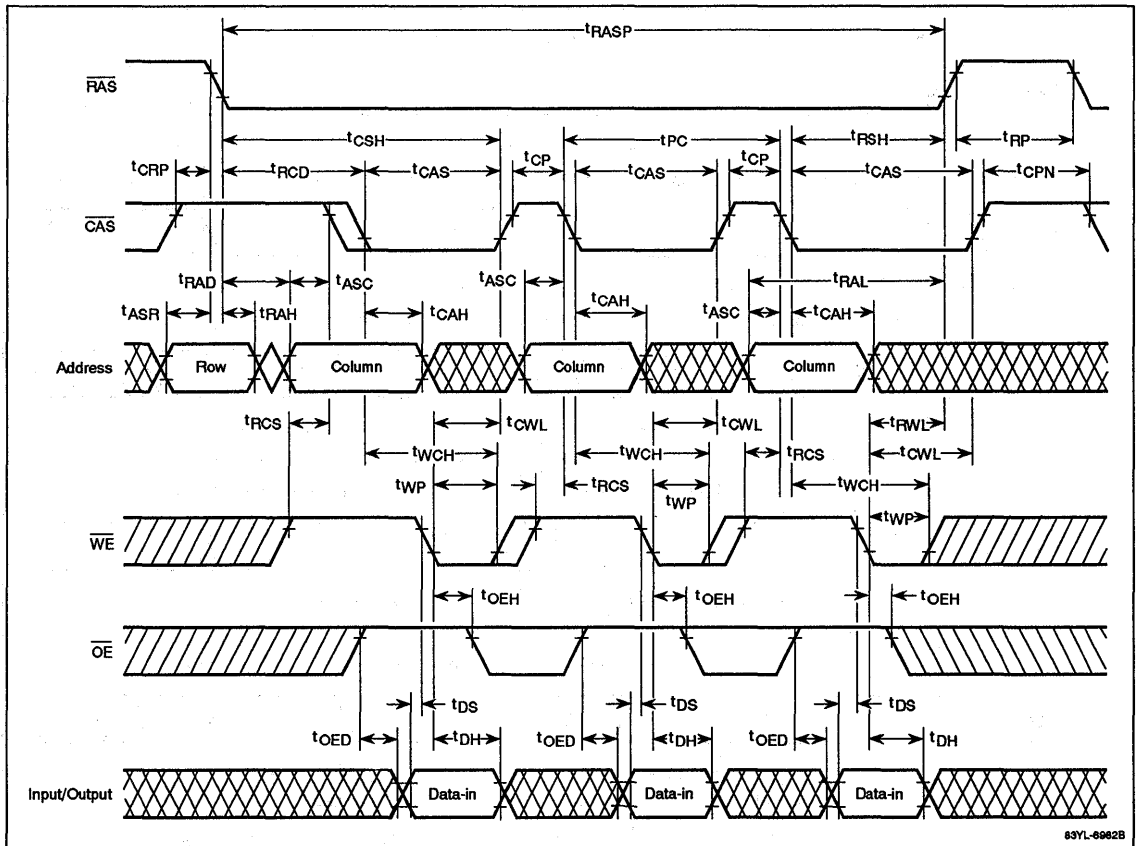 tRASP
RAS
tCSH tPC tRSH tRP
tCRP tRCD tCAS tCP tCAS tCP tCAS tCPN
CAS
tRAD tASC tASC tRAL
tASR tRAH tCAH tCAH tASC tCAH
Address Row Column Column Column
tRCS tCWL tCWL tRWL
tWCH tWCH tRCS tCWL
tWP tRCS tWP tWCH
tWP
WE
tOEH tOEH tOEH
OE
tDS tDS tDS
tOED tDH tOED tDH tOED tDH
Input/Output Data-in Data-in Data-in
83YL-6962B